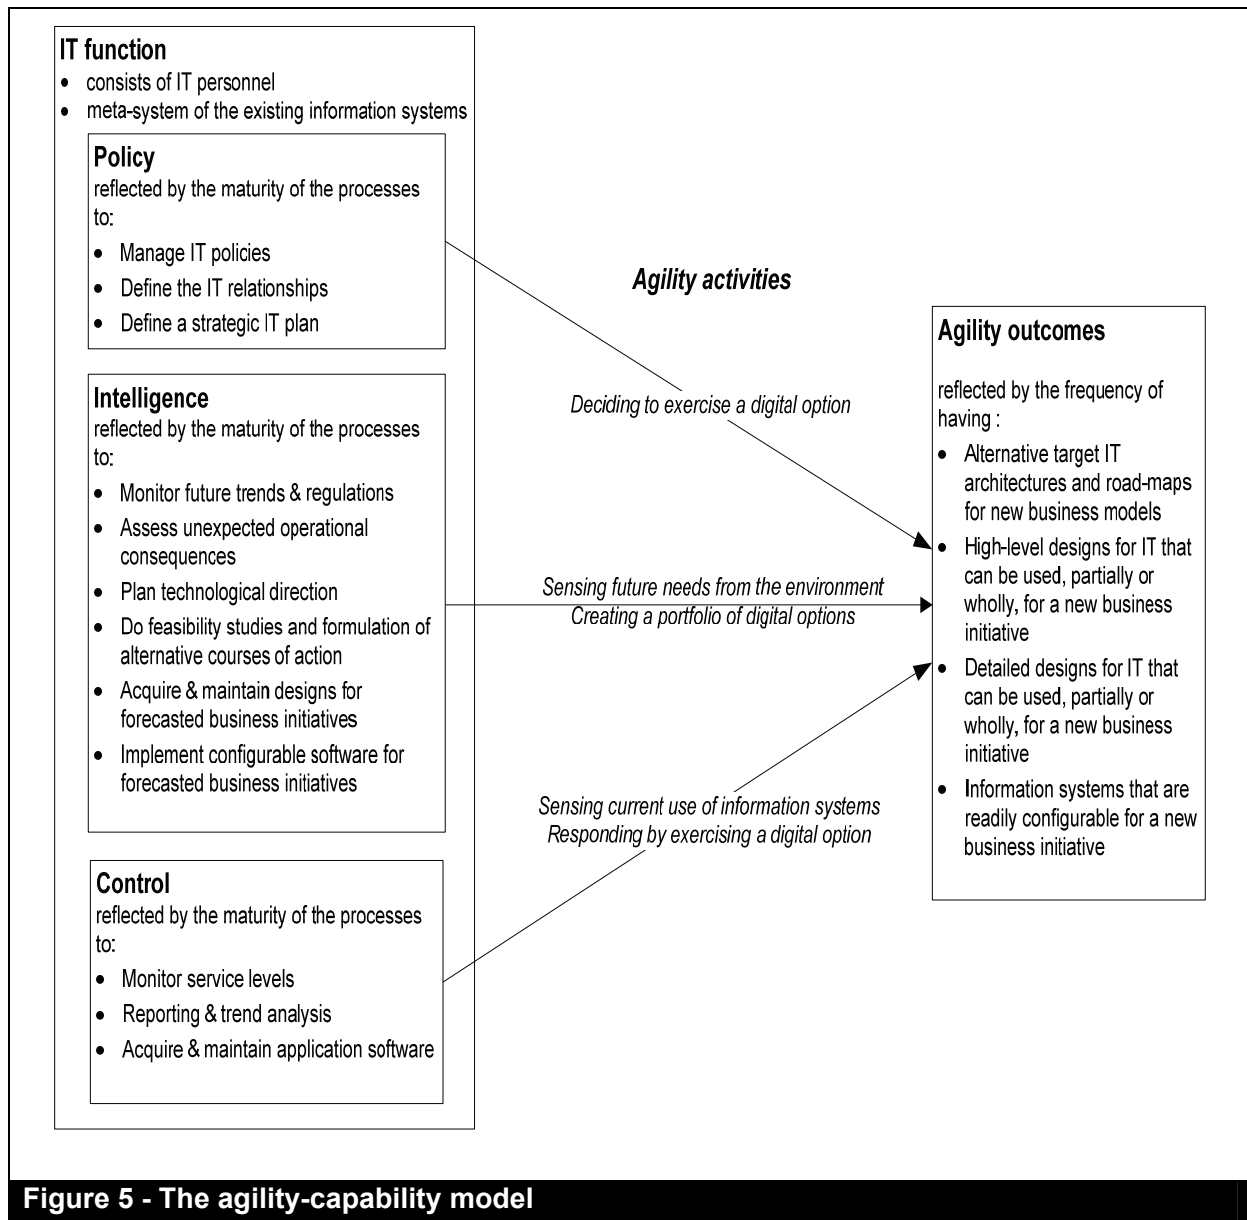 IT function
• consists of IT personnel
• meta-system of the existing information systems
Policy
reflected by the maturity of the processes
to:
• Manage IT policies
• Define the IT relationships
• Define a strategic IT plan
Intelligence
reflected by the maturity of the processes
to:
• Monitor future trends & regulations
• Assess unexpected operational
consequences
• Plan technological direction
• Do feasibility studies and formulation of
alternative courses of action
• Acquire & maintain designs for
forecasted business initiatives
• Implement configurable software for
forecasted business initiatives
Control
reflected by the maturity of the processes
to:
• Monitor service levels
• Reporting & trend analysis
• Acquire & maintain application software
Agility activities
Deciding to exercise a digital option
Sensing future needs from the environment
Creating a portfolio of digital options
Sensing current use of information systems
Responding by exercising a digital option
Agility outcomes
reflected by the frequency of
having :
• Alternative target IT
architectures and road-maps
for new business models
• High-level designs for IT that
can be used, partially or
wholly, for a new business
initiative
• Detailed designs for IT that
can be used, partially or
wholly, for a new business
initiative
• Information systems that are
readily configurable for a new
business initiative
Figure 5 - The agility-capability model